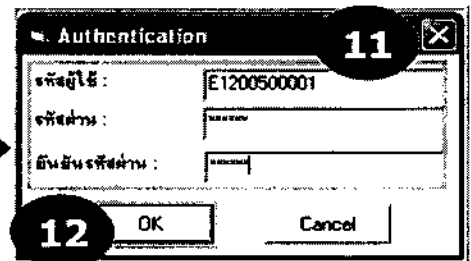 Authentication
11
รหัสผู้ใช้ :
E1200500001
รหัสผ่าน :
******
ยืนยันรหัสผ่าน :
******
12
OK
Cancel